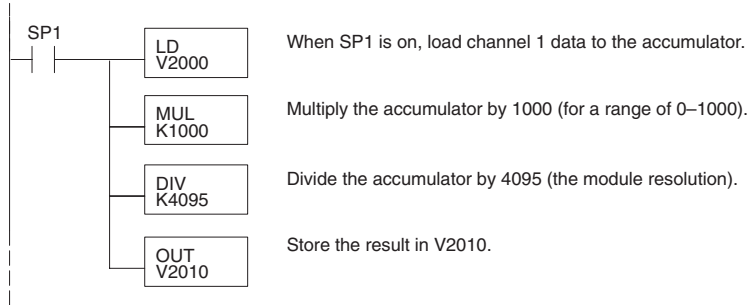 SP1
LD
V2000
When SP1 is on, load channel 1 data to the accumulator.
MUL
K1000
Multiply the accumulator by 1000 (for a range of 0–1000).
DIV
K4095
Divide the accumulator by 4095 (the module resolution).
OUT
V2010
Store the result in V2010.